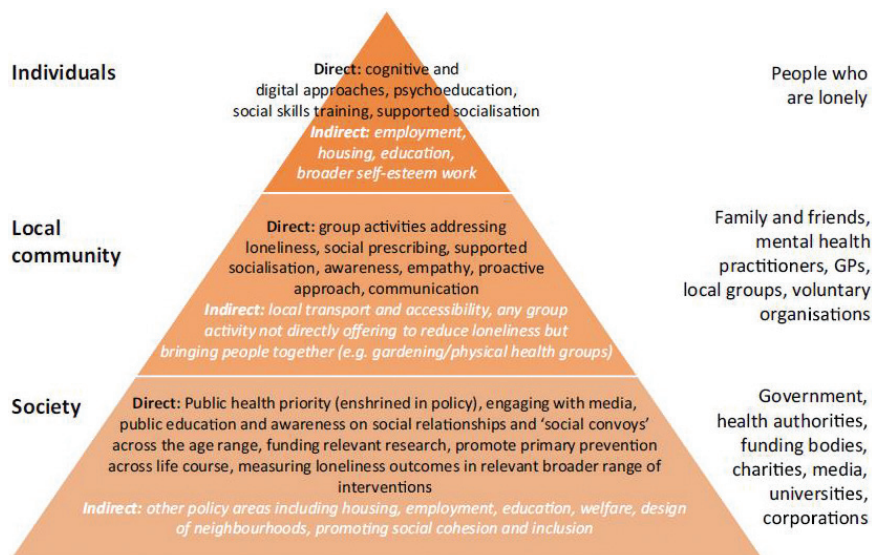 Individuals
Direct: cognitive and
digital approaches, psychoeducation,
social skills training, supported socialisation
Indirect: employment,
housing, education,
broader self-esteem work
People who
are lonely
Local
community
Direct: group activities addressing
loneliness, social prescribing, supported
socialisation, awareness, empathy, proactive
approach, communication
Indirect: local transport and accessibility, any group
activity not directly offering to reduce loneliness but
bringing people together (e.g. gardening/physical health groups)
Family and friends,
mental health
practitioners, GPs,
local groups, voluntary
organisations
Society
Direct: Public health priority (enshrined in policy), engaging with media,
public education and awareness on social relationships and ‘social convoys’
across the age range, funding relevant research, promote primary prevention
across life course, measuring loneliness outcomes in relevant broader range of
interventions
Indirect: other policy areas including housing, employment, education, welfare, design
of neighbourhoods, promoting social cohesion and inclusion
Government,
health authorities,
funding bodies,
charities, media,
universities,
corporations